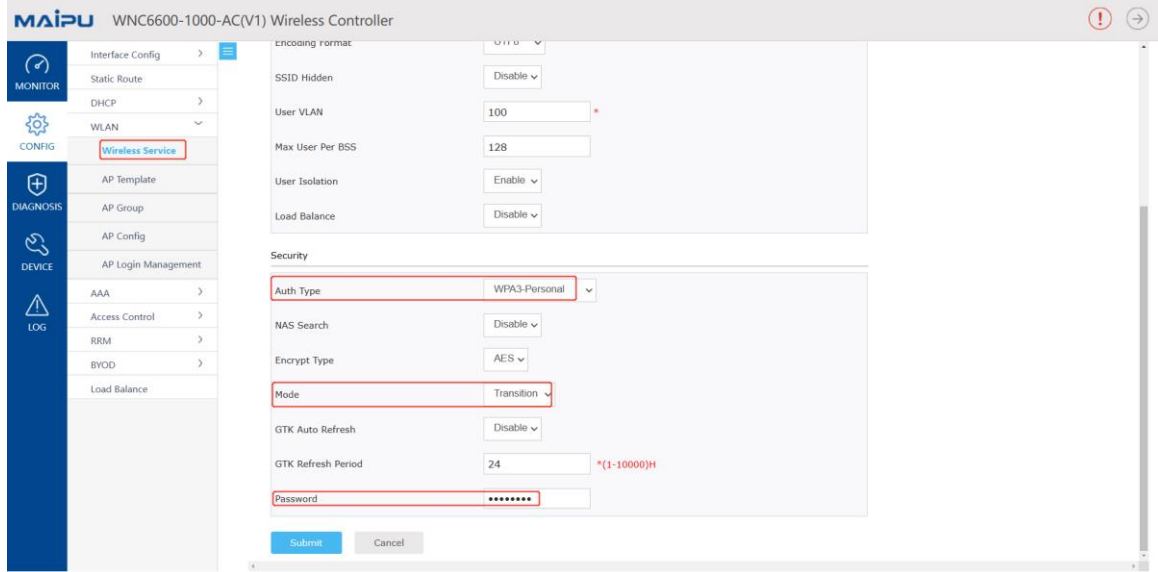 MAIPU WNC6600-1000-AC(V1) Wireless Controller
MONITOR
CONFIG
DIAGNOSIS
DEVICE
LOG
Interface Config
Static Route
DHCP
WLAN
Wireless Service
AP Template
AP Group
AP Config
AP Login Management
AAA
Access Control
RRM
BYOD
Load Balance
Encoding Format UTF8
SSID Hidden Disable
User VLAN 100 *
Max User Per BSS 128
User Isolation Enable
Load Balance Disable
Security
Auth Type WPA3-Personal
NAS Search Disable
Encrypt Type AES
Mode Transition
GTK Auto Refresh Disable
GTK Refresh Period 24 *(1-10000)H
Password ••••••••
Submit Cancel